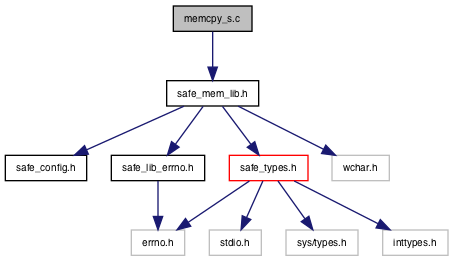 memcpy_s.c
safe_mem_lib.h
safe_config.h
safe_lib_errno.h
safe_types.h
wchar.h
errno.h
stdio.h
sys/types.h
inttypes.h